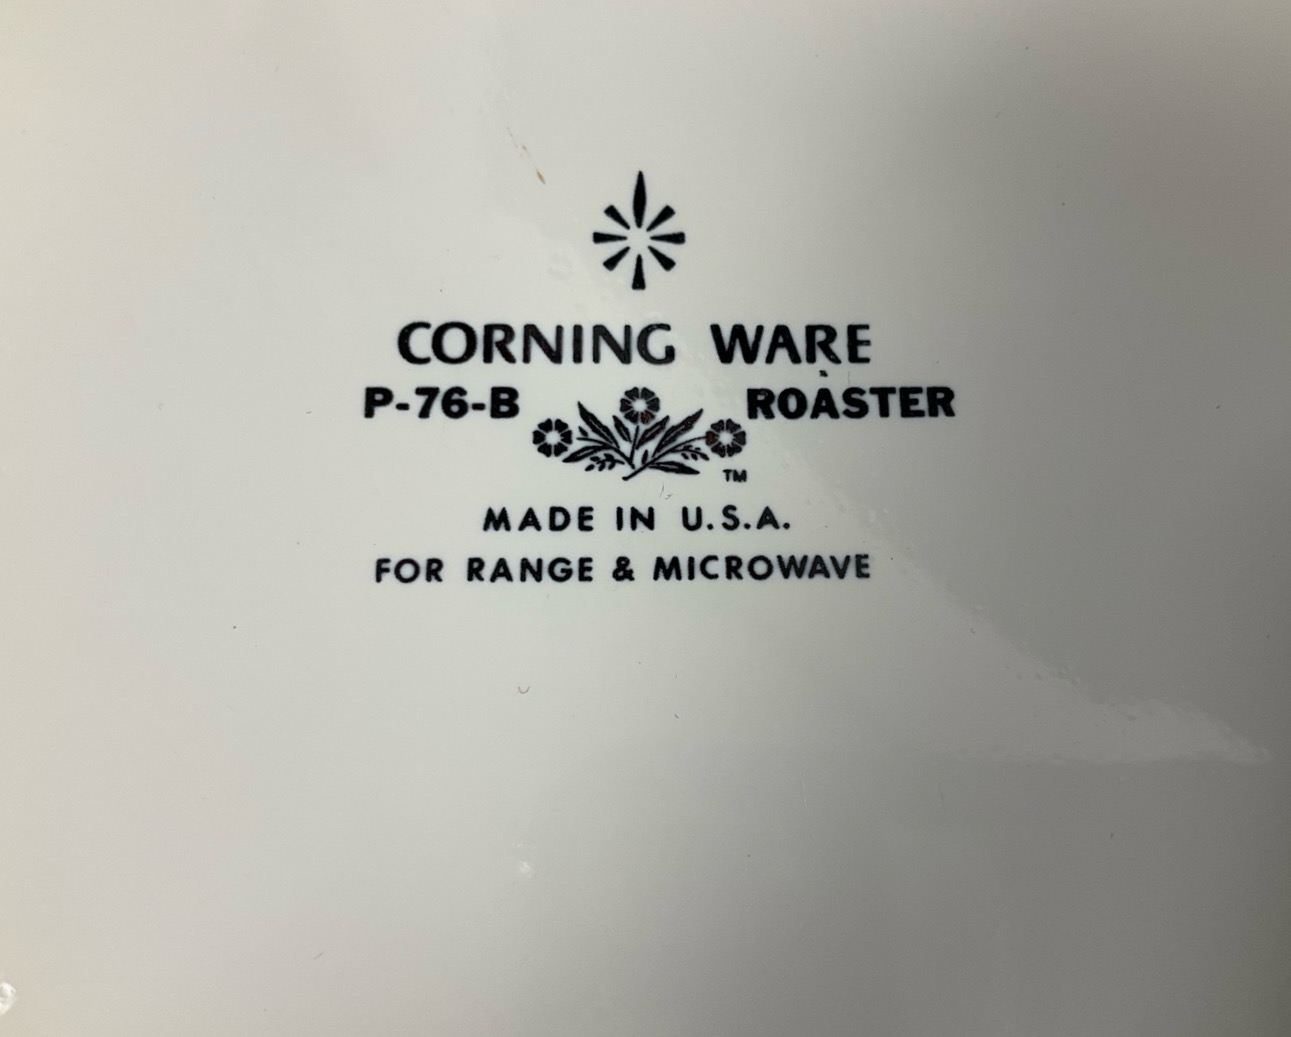 CORNING WARE
P-76-B ROASTER
TM
MADE IN U.S.A.
FOR RANGE & MICROWAVE